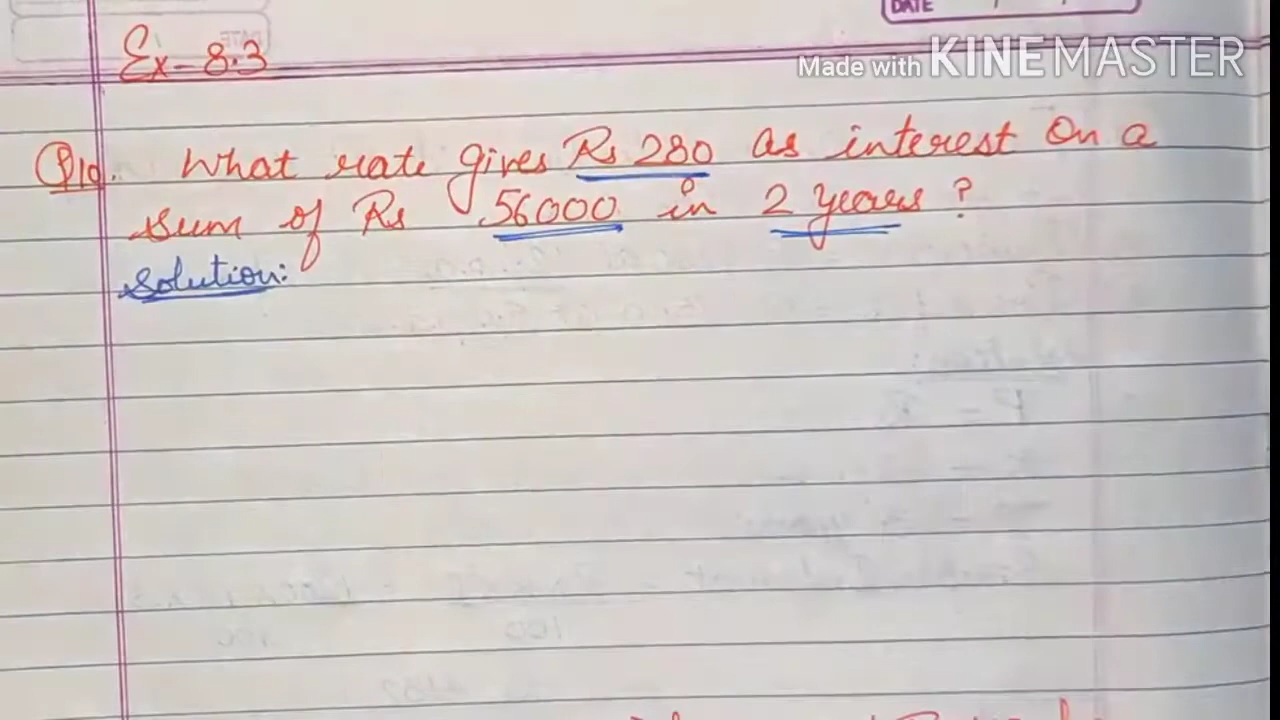 DATE
Ex-8.3
Made with KINEMASTER
Q10. What rate gives Rs 280 as interest on a
sum of Rs 56000 in 2 years ?
Solution: